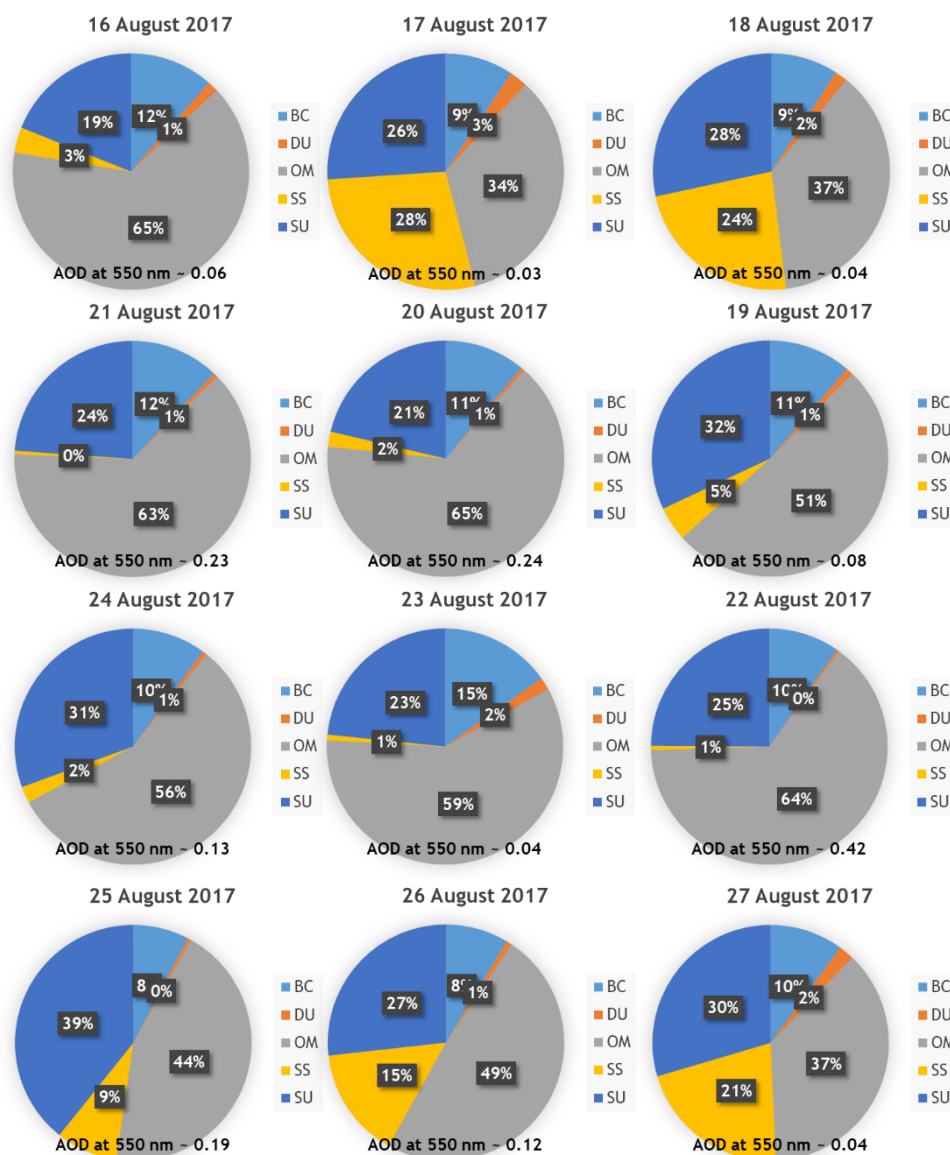 16 August 2017
19%
12%
1%
3%
65%
AOD at 550 nm ~ 0.06
BC
DU
OM
SS
SU
17 August 2017
26%
9%
3%
34%
28%
AOD at 550 nm ~ 0.03
BC
DU
OM
SS
SU
18 August 2017
28%
9%
2%
37%
24%
AOD at 550 nm ~ 0.04
BC
DU
OM
SS
SU
21 August 2017
24%
12%
1%
0%
63%
AOD at 550 nm ~ 0.23
BC
DU
OM
SS
SU
20 August 2017
21%
11%
1%
2%
65%
AOD at 550 nm ~ 0.24
BC
DU
OM
SS
SU
19 August 2017
32%
11%
1%
5%
51%
AOD at 550 nm ~ 0.08
BC
DU
OM
SS
SU
24 August 2017
31%
10%
1%
2%
56%
AOD at 550 nm ~ 0.13
BC
DU
OM
SS
SU
23 August 2017
23%
15%
2%
1%
59%
AOD at 550 nm ~ 0.04
BC
DU
OM
SS
SU
22 August 2017
25%
10%
0%
1%
64%
AOD at 550 nm ~ 0.42
BC
DU
OM
SS
SU
25 August 2017
39%
8
0%
44%
9%
AOD at 550 nm ~ 0.19
BC
DU
OM
SS
SU
26 August 2017
27%
8%
1%
49%
15%
AOD at 550 nm ~ 0.12
BC
DU
OM
SS
SU
27 August 2017
30%
10%
2%
37%
21%
AOD at 550 nm ~ 0.04
BC
DU
OM
SS
SU